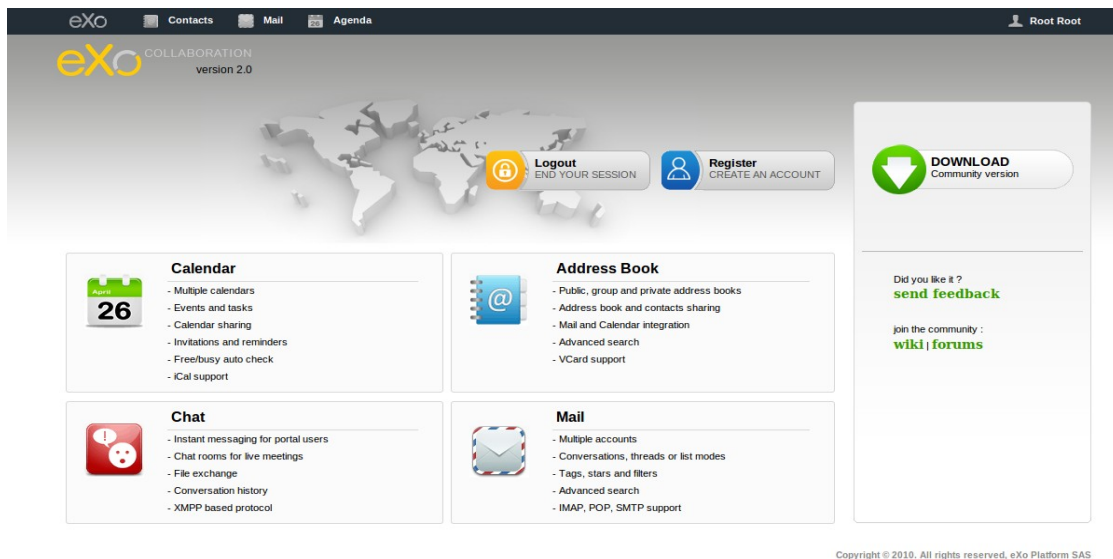 eXo Contacts Mail 26 Agenda Root Root
eXo COLLABORATION
version 2.0
Logout
END YOUR SESSION
Register
CREATE AN ACCOUNT
DOWNLOAD
Community version
Calendar
April
26
- Multiple calendars
- Events and tasks
- Calendar sharing
- Invitations and reminders
- Free/busy auto check
- iCal support
Address Book
@
- Public, group and private address books
- Address book and contacts sharing
- Mail and Calendar integration
- Advanced search
- VCard support
Did you like it ?
send feedback
join the community :
wiki | forums
Chat
!
- Instant messaging for portal users
- Chat rooms for live meetings
- File exchange
- Conversation history
- XMPP based protocol
Mail
- Multiple accounts
- Conversations, threads or list modes
- Tags, stars and filters
- Advanced search
- IMAP, POP, SMTP support
Copyright © 2010. All rights reserved, eXo Platform SAS